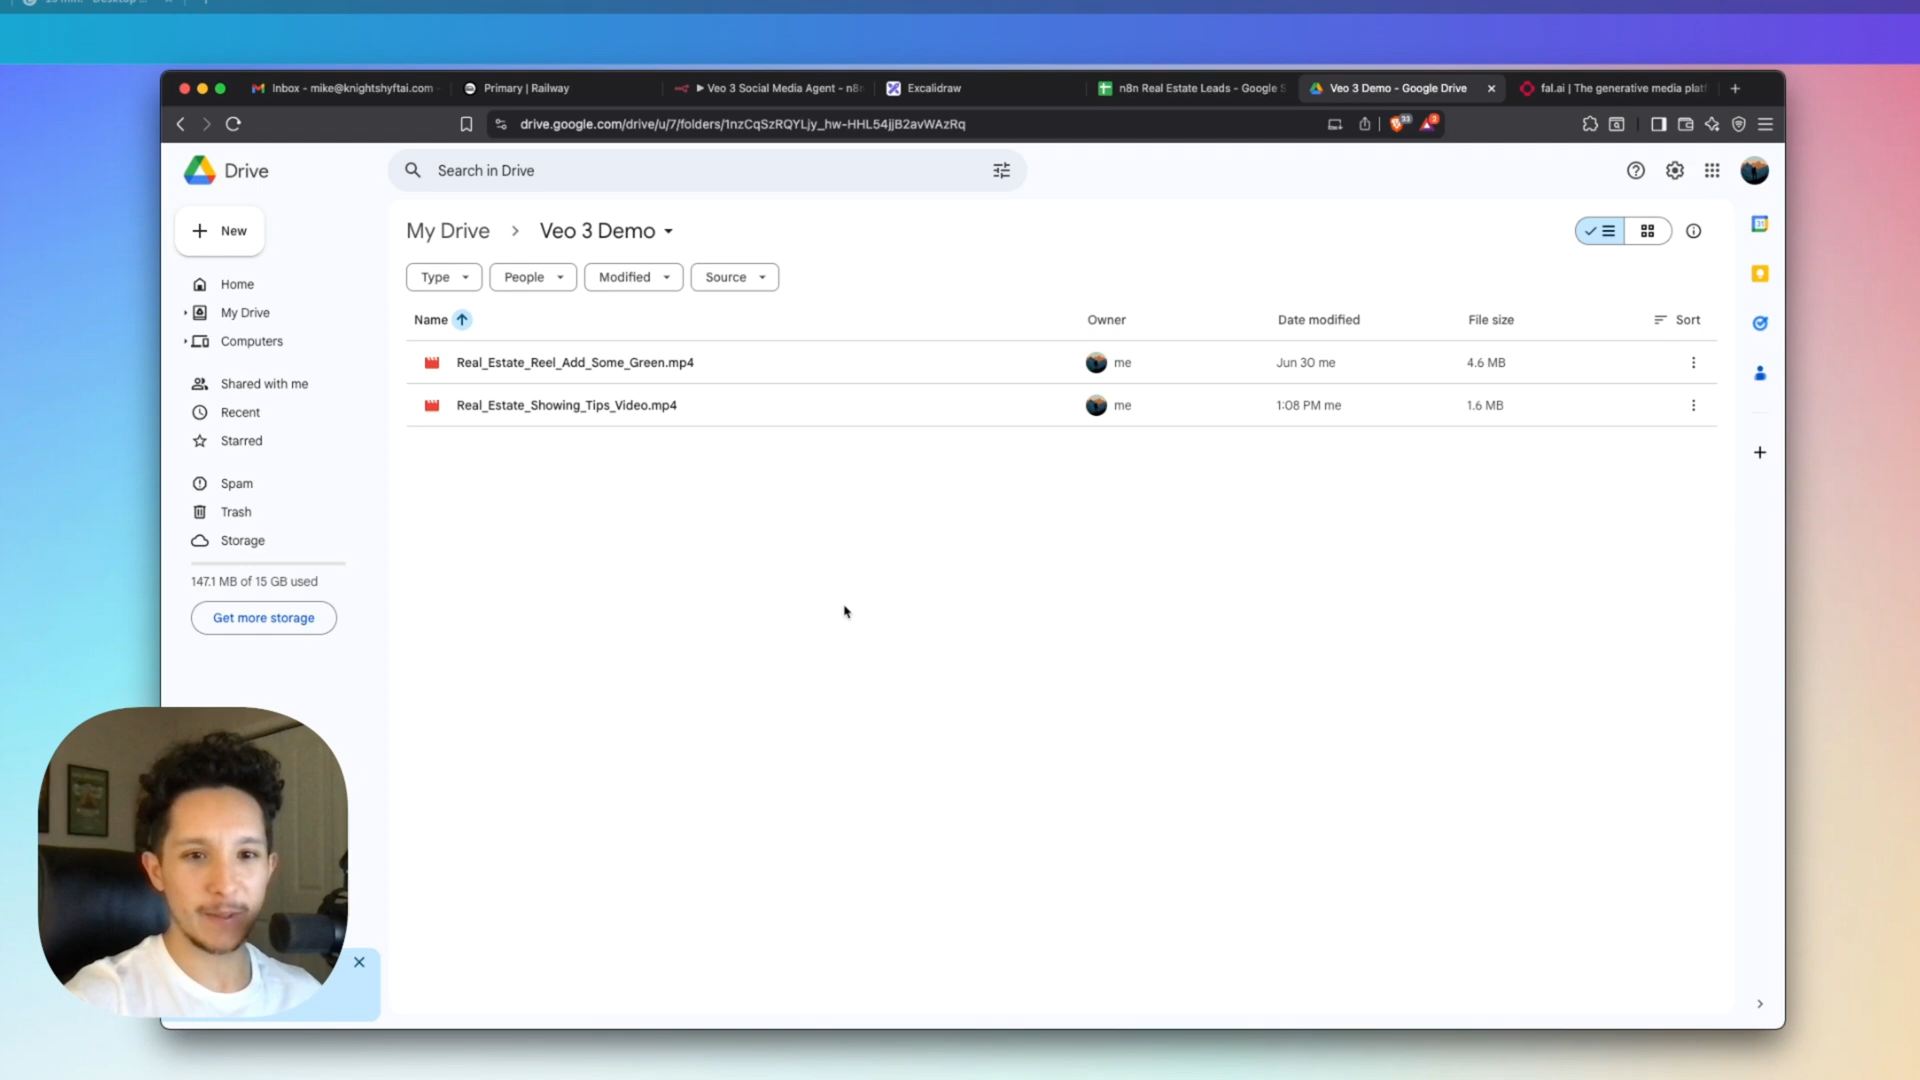 Inbox - mike@knightshyftai.com
Primary | Railway
Veo 3 Social Media Agent - n8n
Excalidraw
n8n Real Estate Leads - Google S
Veo 3 Demo - Google Drive
fal.ai | The generative media platf
drive.google.com/drive/u/7/folders/1nzCqSzRQYLjy_hw-HHL54jjB2avWAzRq
33
2
Drive
Search in Drive
New
My Drive > Veo 3 Demo
Type
People
Modified
Source
Home
My Drive
Computers
Shared with me
Recent
Starred
Spam
Trash
Storage
147.1 MB of 15 GB used
Get more storage
Name Owner Date modified File size Sort
Real_Estate_Reel_Add_Some_Green.mp4 me Jun 30 me 4.6 MB
Real_Estate_Showing_Tips_Video.mp4 me 1:08 PM me 1.6 MB
31